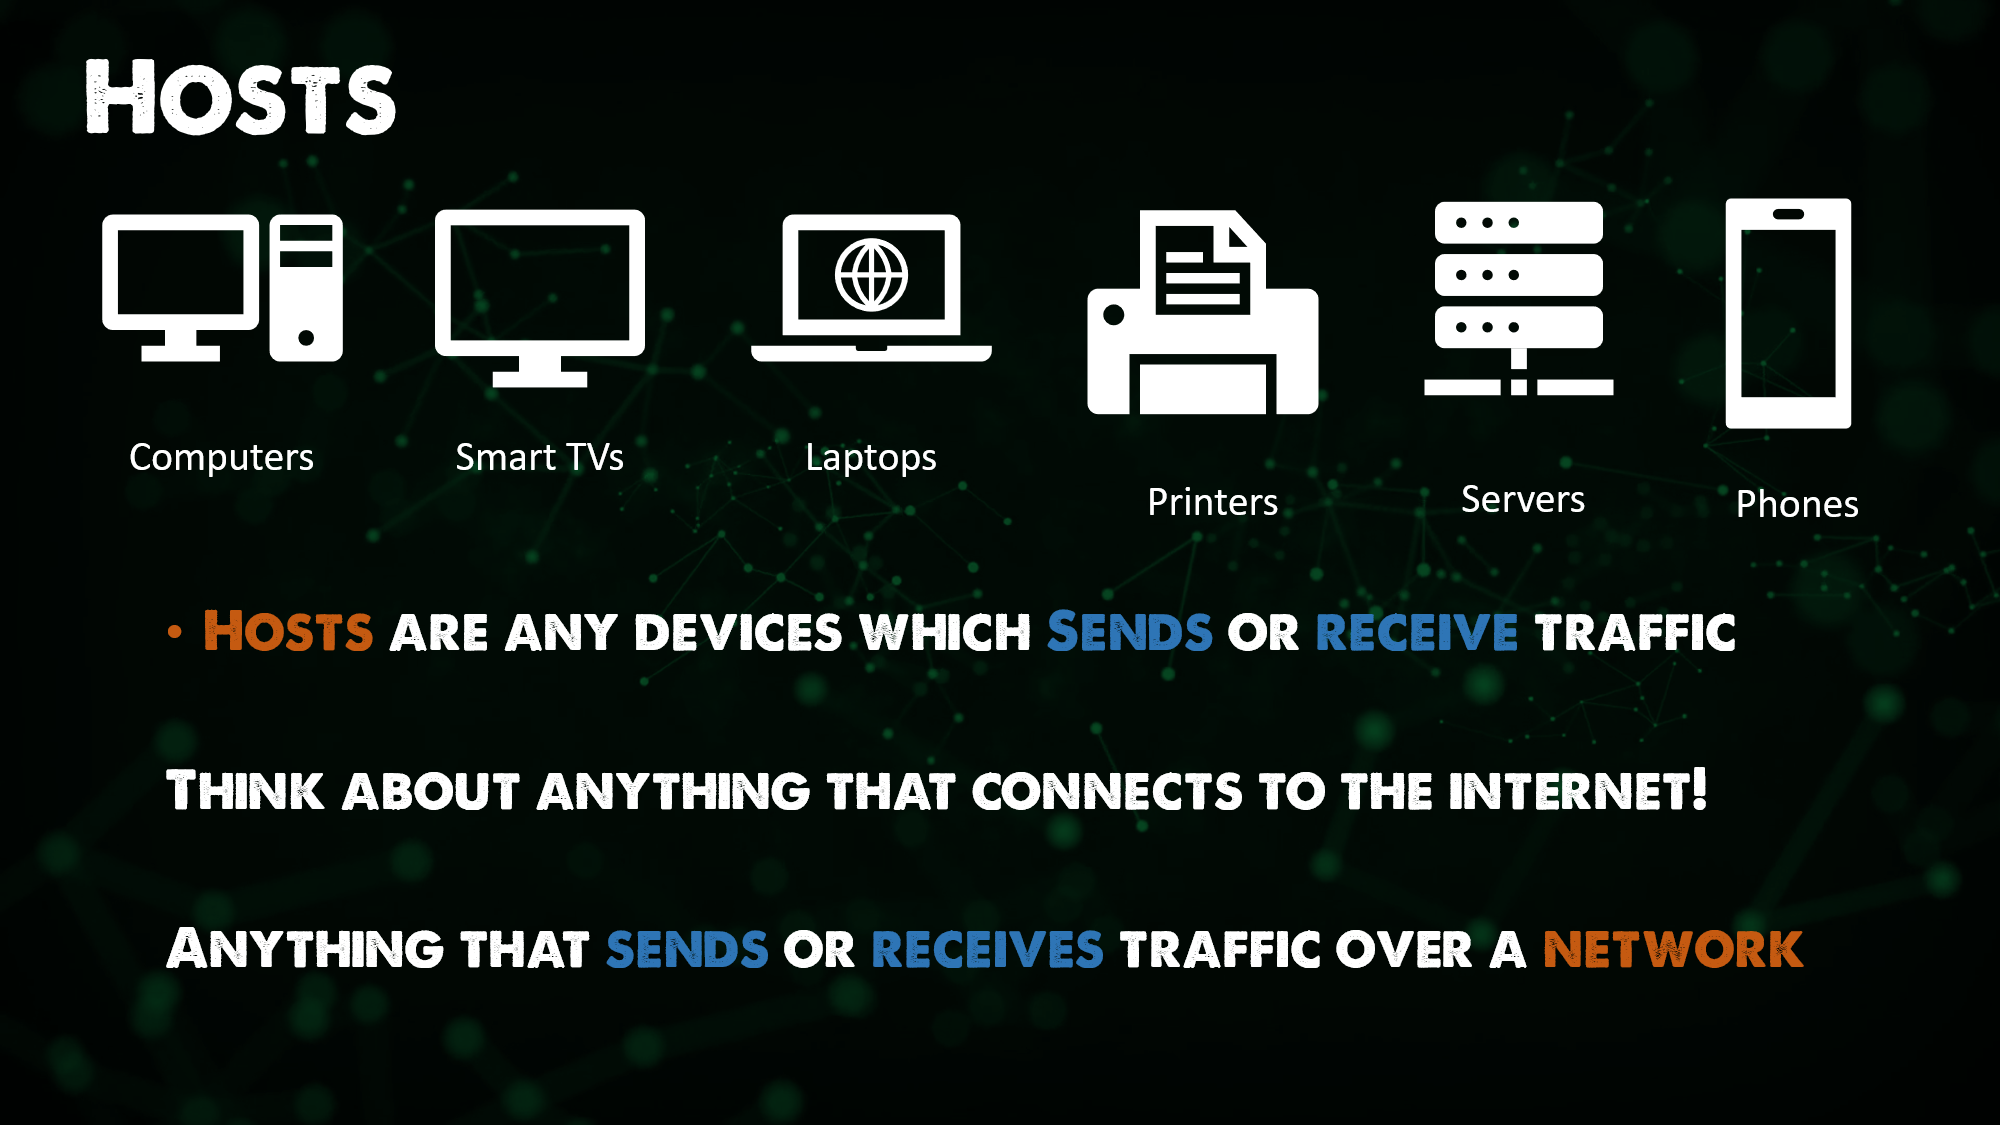 Hosts
Computers
Smart TVs
Laptops
Printers
Servers
Phones
• Hosts are any devices which Sends or receive traffic
Think about anything that connects to the internet!
Anything that sends or receives traffic over a network